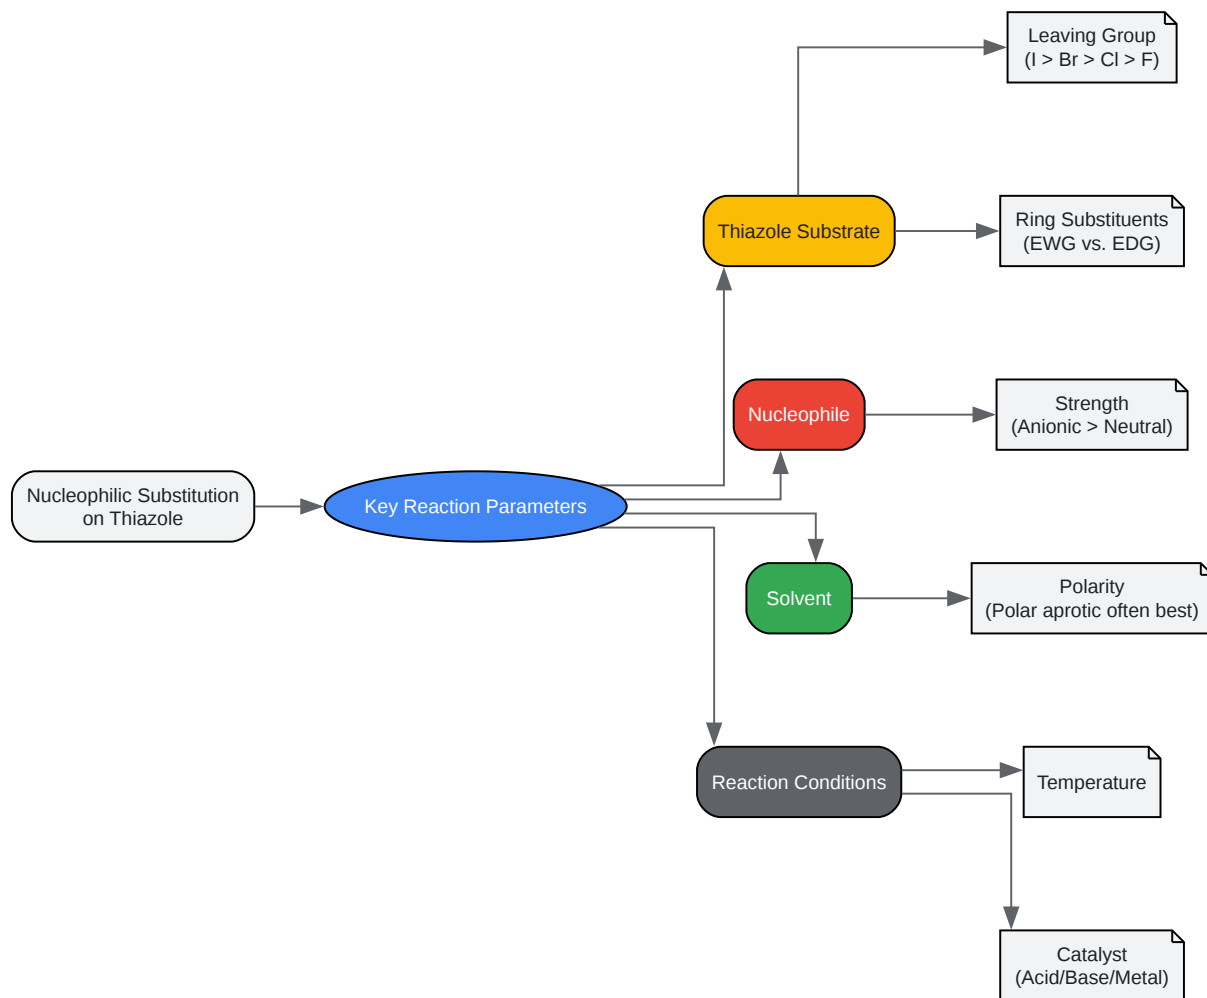 Leaving Group
(I > Br > Cl > F)
Thiazole Substrate
Ring Substituents
(EWG vs. EDG)
Nucleophile
Strength
(Anionic > Neutral)
Nucleophilic Substitution
on Thiazole
Key Reaction Parameters
Solvent
Polarity
(Polar aprotic often best)
Reaction Conditions
Temperature
Catalyst
(Acid/Base/Metal)